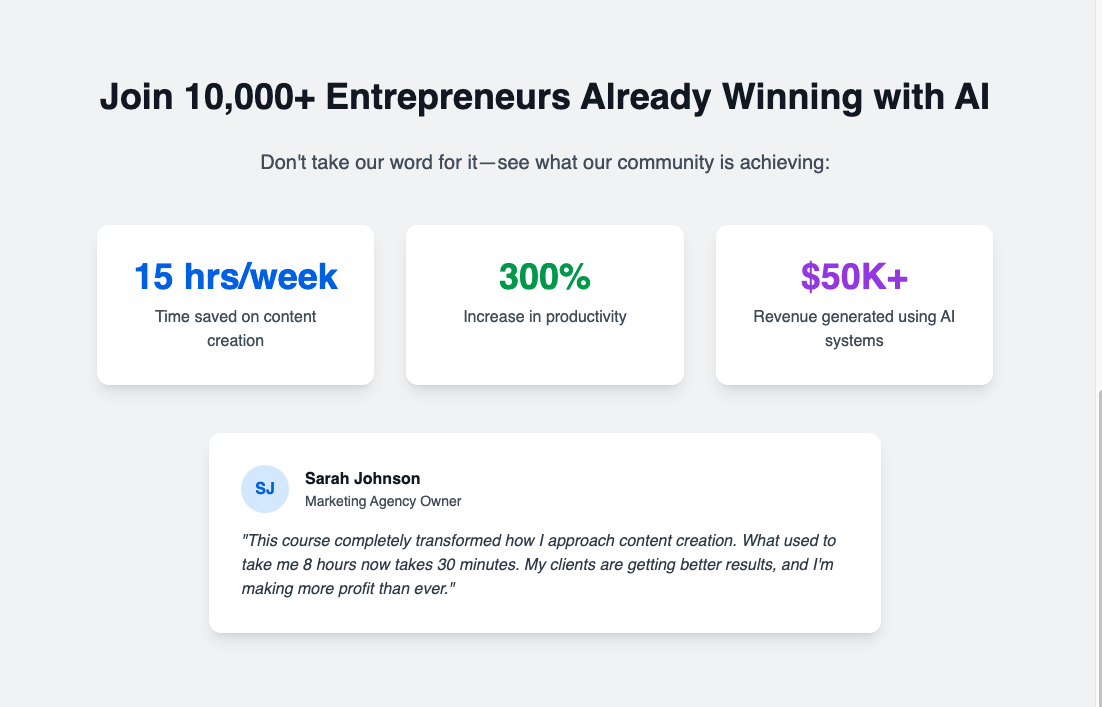 Join 10,000+ Entrepreneurs Already Winning with AI
Don't take our word for it—see what our community is achieving:
15 hrs/week
Time saved on content
creation
300%
Increase in productivity
$50K+
Revenue generated using AI
systems
SJ
Sarah Johnson
Marketing Agency Owner
"This course completely transformed how I approach content creation. What used to
take me 8 hours now takes 30 minutes. My clients are getting better results, and I'm
making more profit than ever."